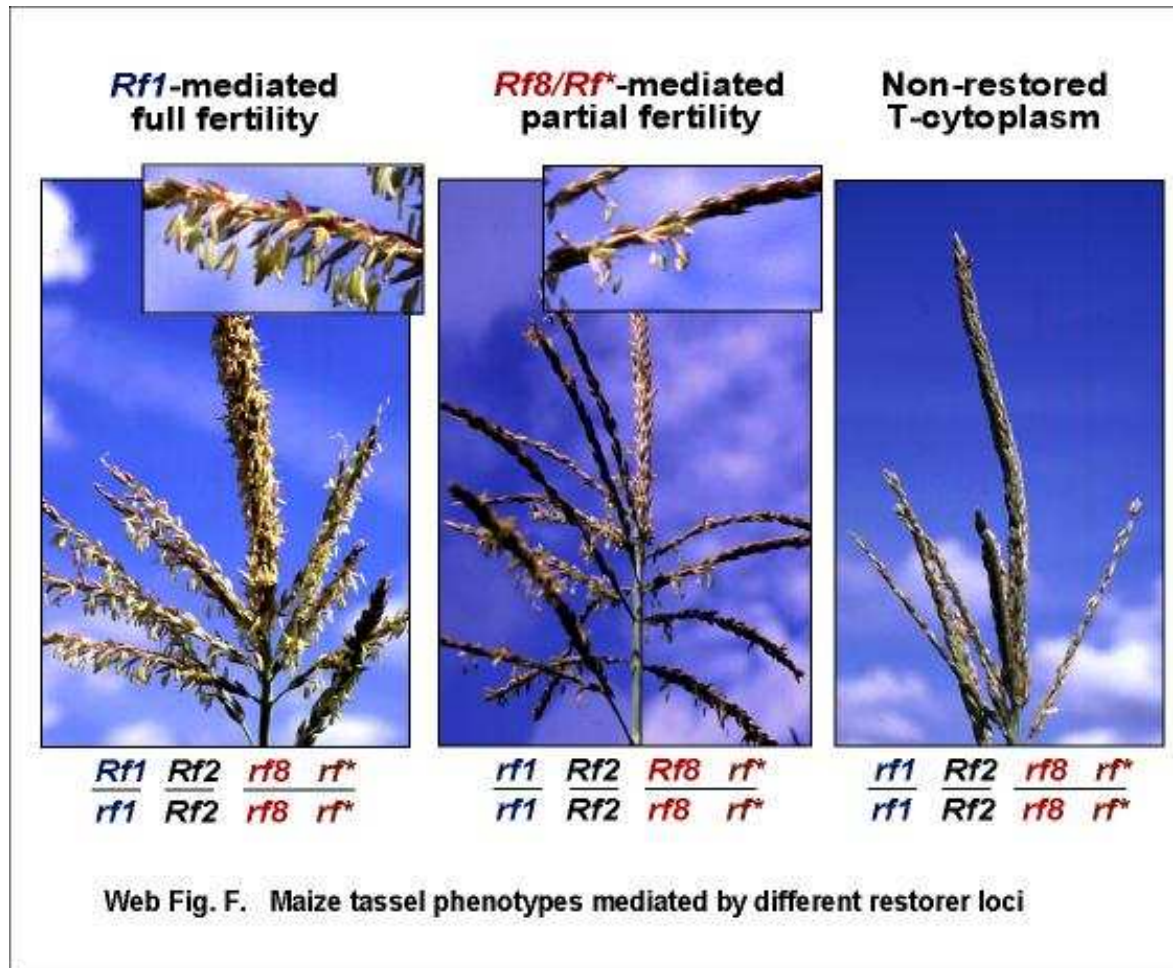 Rf1-mediated
full fertility
Rf8/Rf*-mediated
partial fertility
Non-restored
T-cytoplasm
Rf1 Rf2 rf8 rf*
rf1 Rf2 rf8 rf*
rf1 Rf2 Rf8 rf*
rf1 Rf2 rf8 rf*
rf1 Rf2 rf8 rf*
rf1 Rf2 rf8 rf*
Web Fig. F. Maize tassel phenotypes mediated by different restorer loci